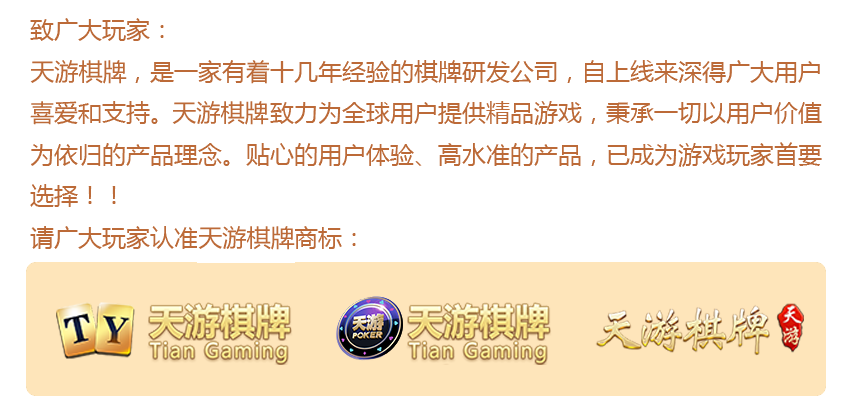 致广大玩家：
天游棋牌，是一家有着十几年经验的棋牌研发公司，自上线来深得广大用户
喜爱和支持。天游棋牌致力为全球用户提供精品游戏，秉承一切以用户价值
为依归的产品理念。贴心的用户体验、高水准的产品，已成为游戏玩家首要
选择！！
请广大玩家认准天游棋牌商标：
TY 天游棋牌
Tian Gaming
天游
POKER
天游棋牌
Tian Gaming
天游棋牌 天游